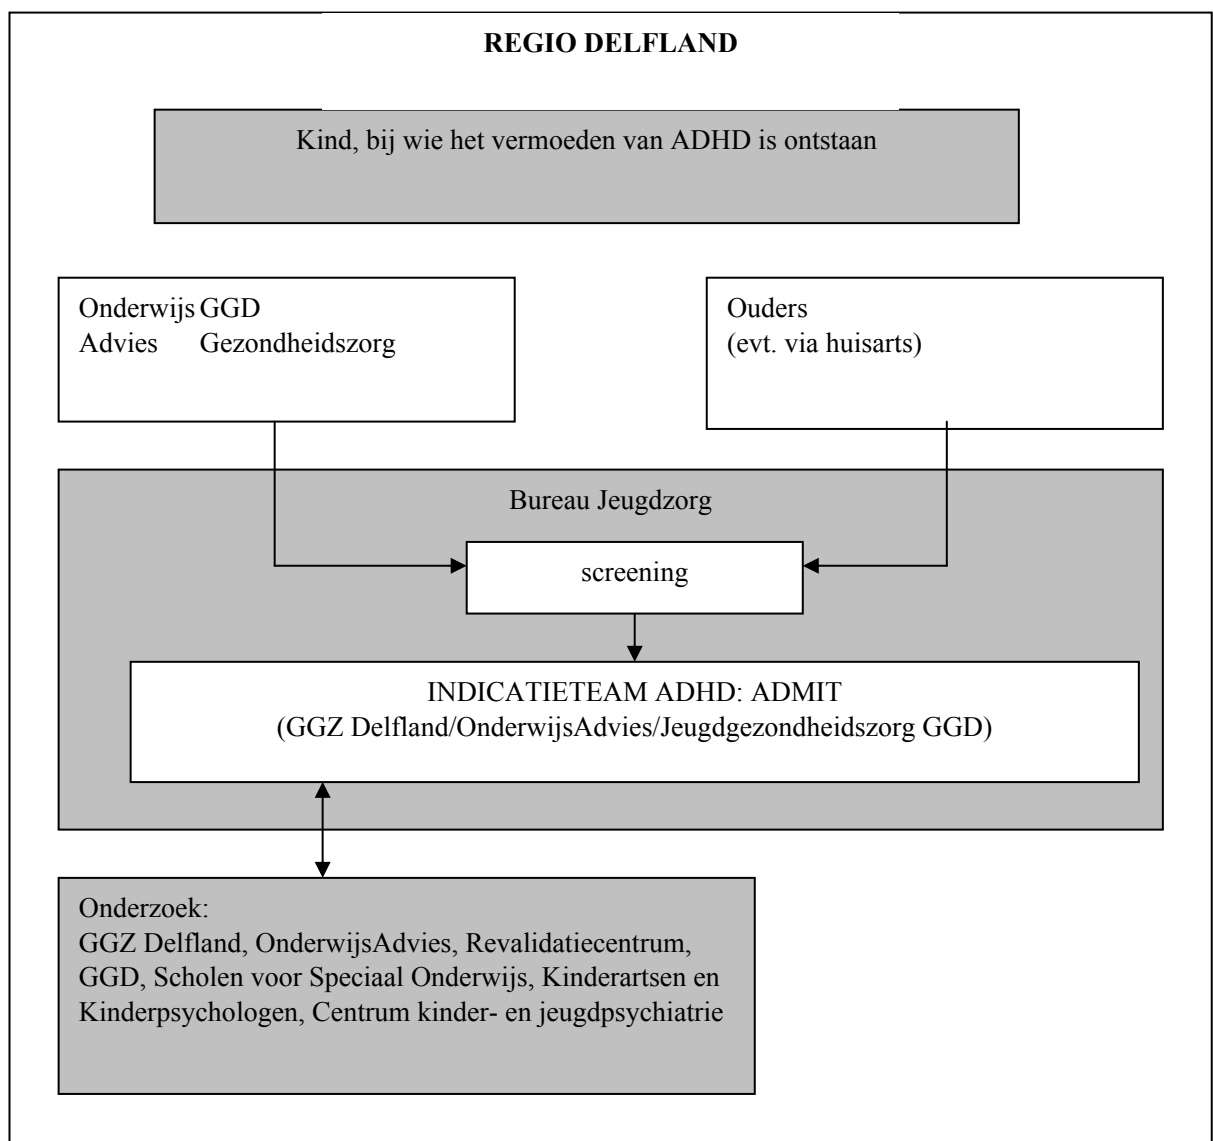 REGIO DELFLAND
Kind, bij wie het vermoeden van ADHD is ontstaan
Onderwijs GGD
Advies Gezondheidszorg
Ouders
(evt. via huisarts)
Bureau Jeugdzorg
screening
INDICATIETEAM ADHD: ADMIT
(GGZ Delfland/OnderwijsAdvies/Jeugdgezondheidszorg GGD)
Onderzoek:
GGZ Delfland, OnderwijsAdvies, Revalidatiecentrum,
GGD, Scholen voor Speciaal Onderwijs, Kinderartsen en
Kinderpsychologen, Centrum kinder- en jeugdpsychiatrie